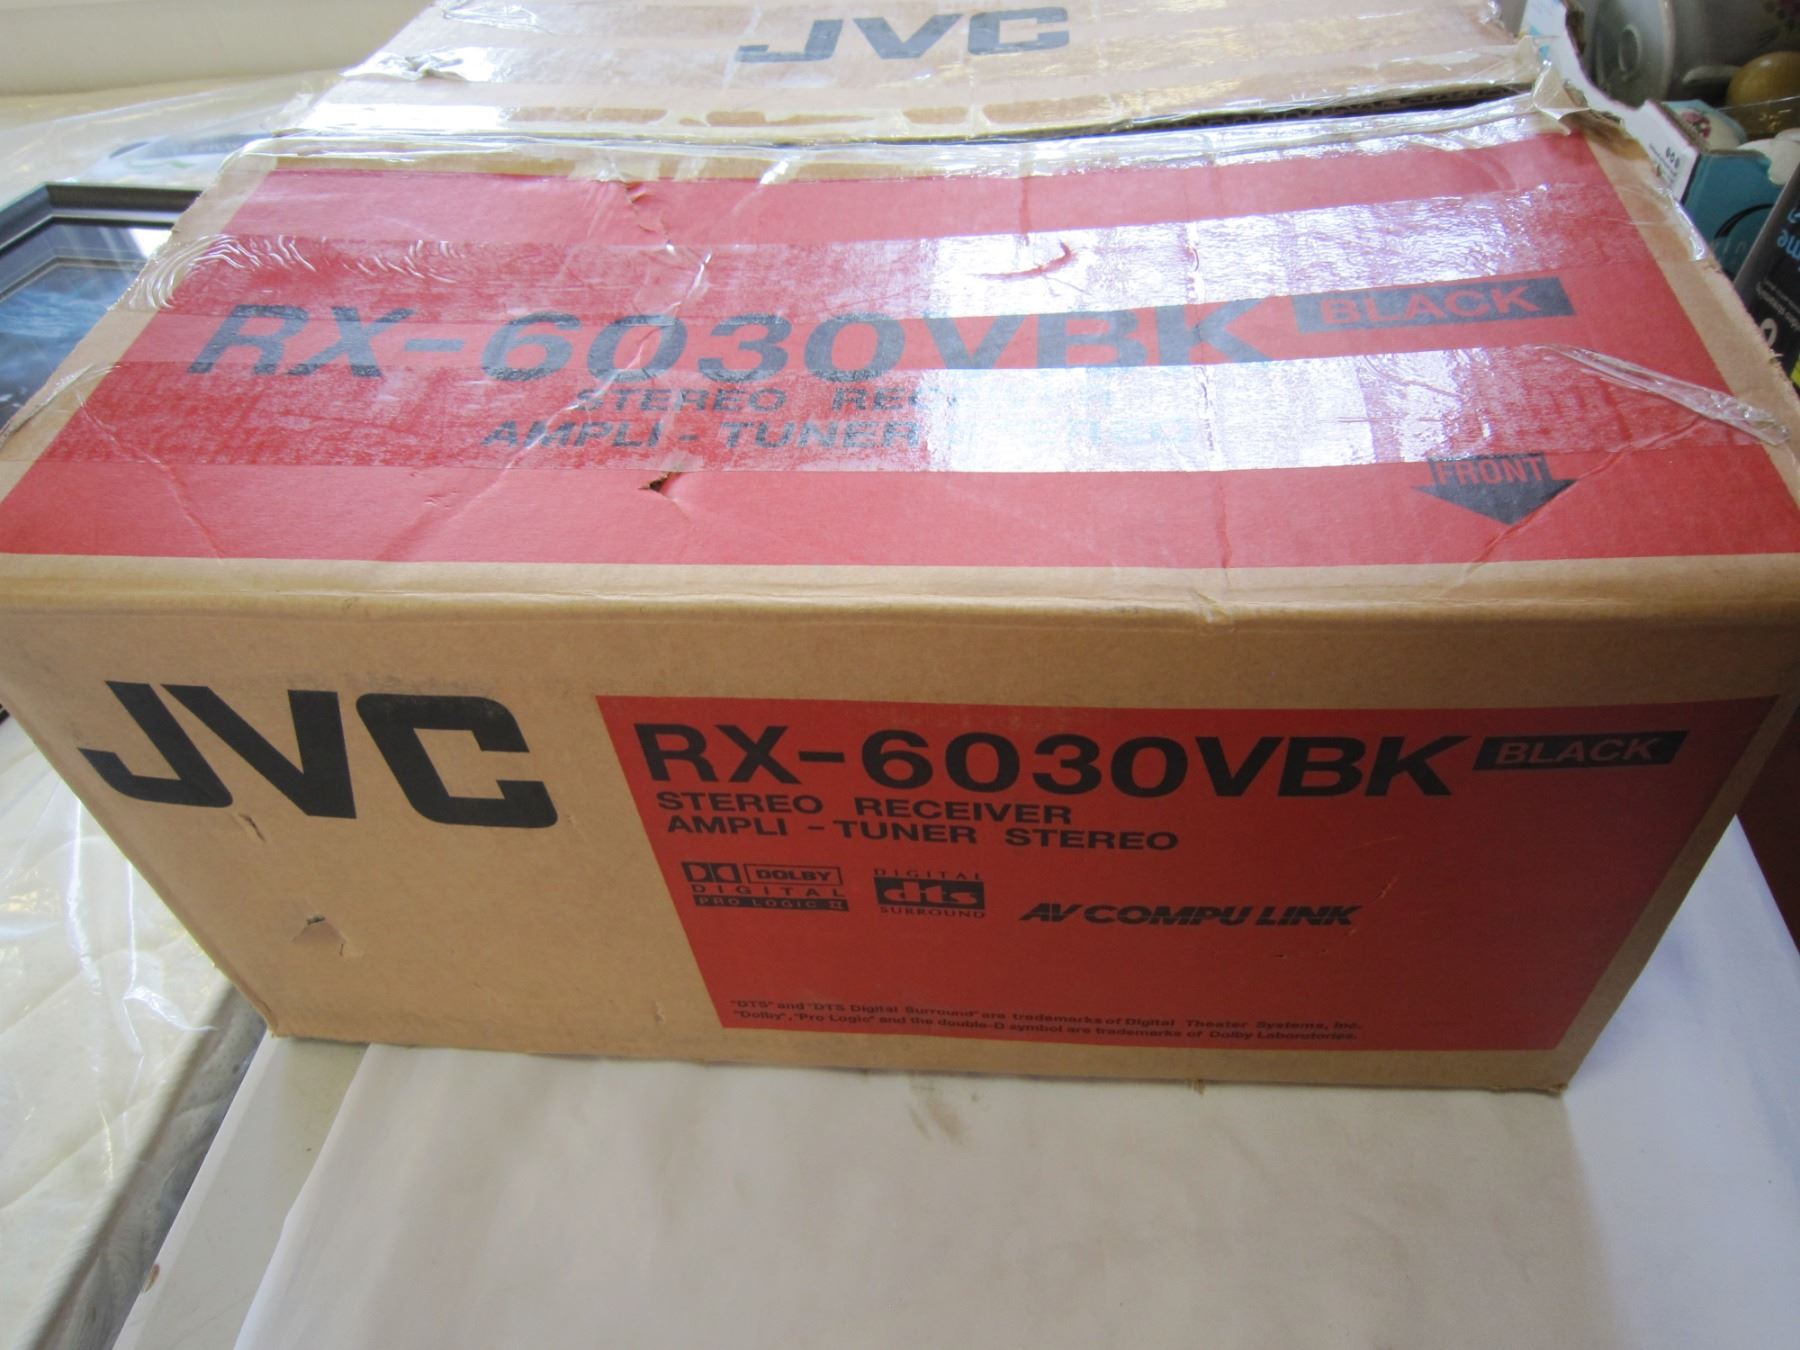 JVC
RX-6030VBK BLACK
STEREO RECEIVER
AMPLI - TUNER STEREO
FRONT
JVC
RX-6030VBK BLACK
STEREO RECEIVER
AMPLI - TUNER STEREO
DOLBY
DIGITAL
PRO LOGIC II
DIGITAL
dts
SURROUND
AV COMPU LINK
"DTS" and "DTS Digital Surround" are trademarks of Digital Theater Systems, Inc.
"Dolby", "Pro Logic" and the double-D symbol are trademarks of Dolby Laboratories.